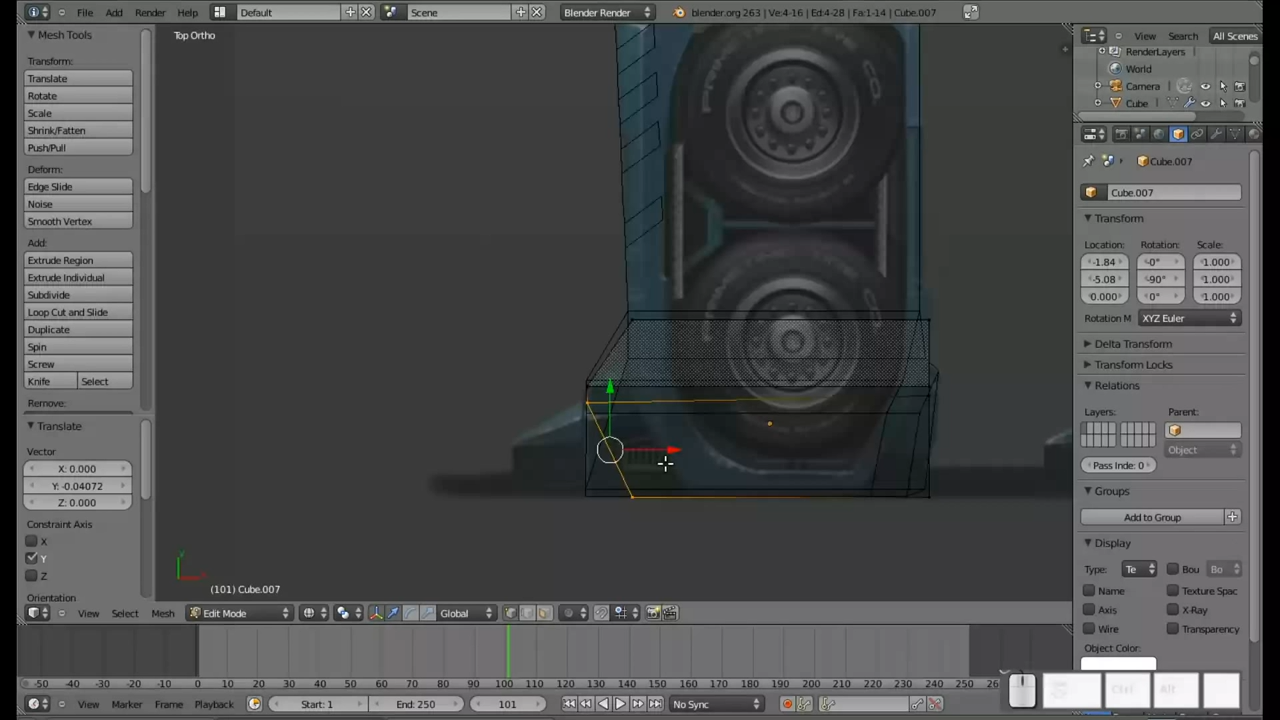 File Add Render Help Default Scene Blender Render blender.org 263 | Ve:4-16 | Ed:4-28 | Fa:1-14 | Cube.007
Mesh Tools
Transform:
Translate
Rotate
Scale
Shrink/Fatten
Push/Pull
Deform:
Edge Slide
Noise
Smooth Vertex
Add:
Extrude Region
Extrude Individual
Subdivide
Loop Cut and Slide
Duplicate
Spin
Screw
Knife Select
Remove:
Translate
Vector
X: 0.000
Y: -0.04072
Z: 0.000
Constraint Axis
X
Y
Z
Orientation
Top Ortho
(101) Cube.007
View Select Mesh Edit Mode Global
View Search All Scenes
RenderLayers
World
Camera
Cube
Cube.007
Cube.007
Transform
Location: Rotation: Scale:
-1.84 -0° 1.000
-5.08 -90° 1.000
0.000 0° 1.000
Rotation M XYZ Euler
Delta Transform
Transform Locks
Relations
Layers: Parent:
Object
Pass Inde: 0
Groups
Add to Group
Display
Type: Te Bou Bo
Name Texture Spac
Axis X-Ray
Wire Transparency
Object Color:
-50 -40 -30 -20 -10 0 10 20 30 40 50 60 70 80 90 100 110 120 130 140 150 160 170 180 190 200 210 220 230 240 250
View Marker Frame Playback Start: 1 End: 250 101 No Sync
Ctrl Alt